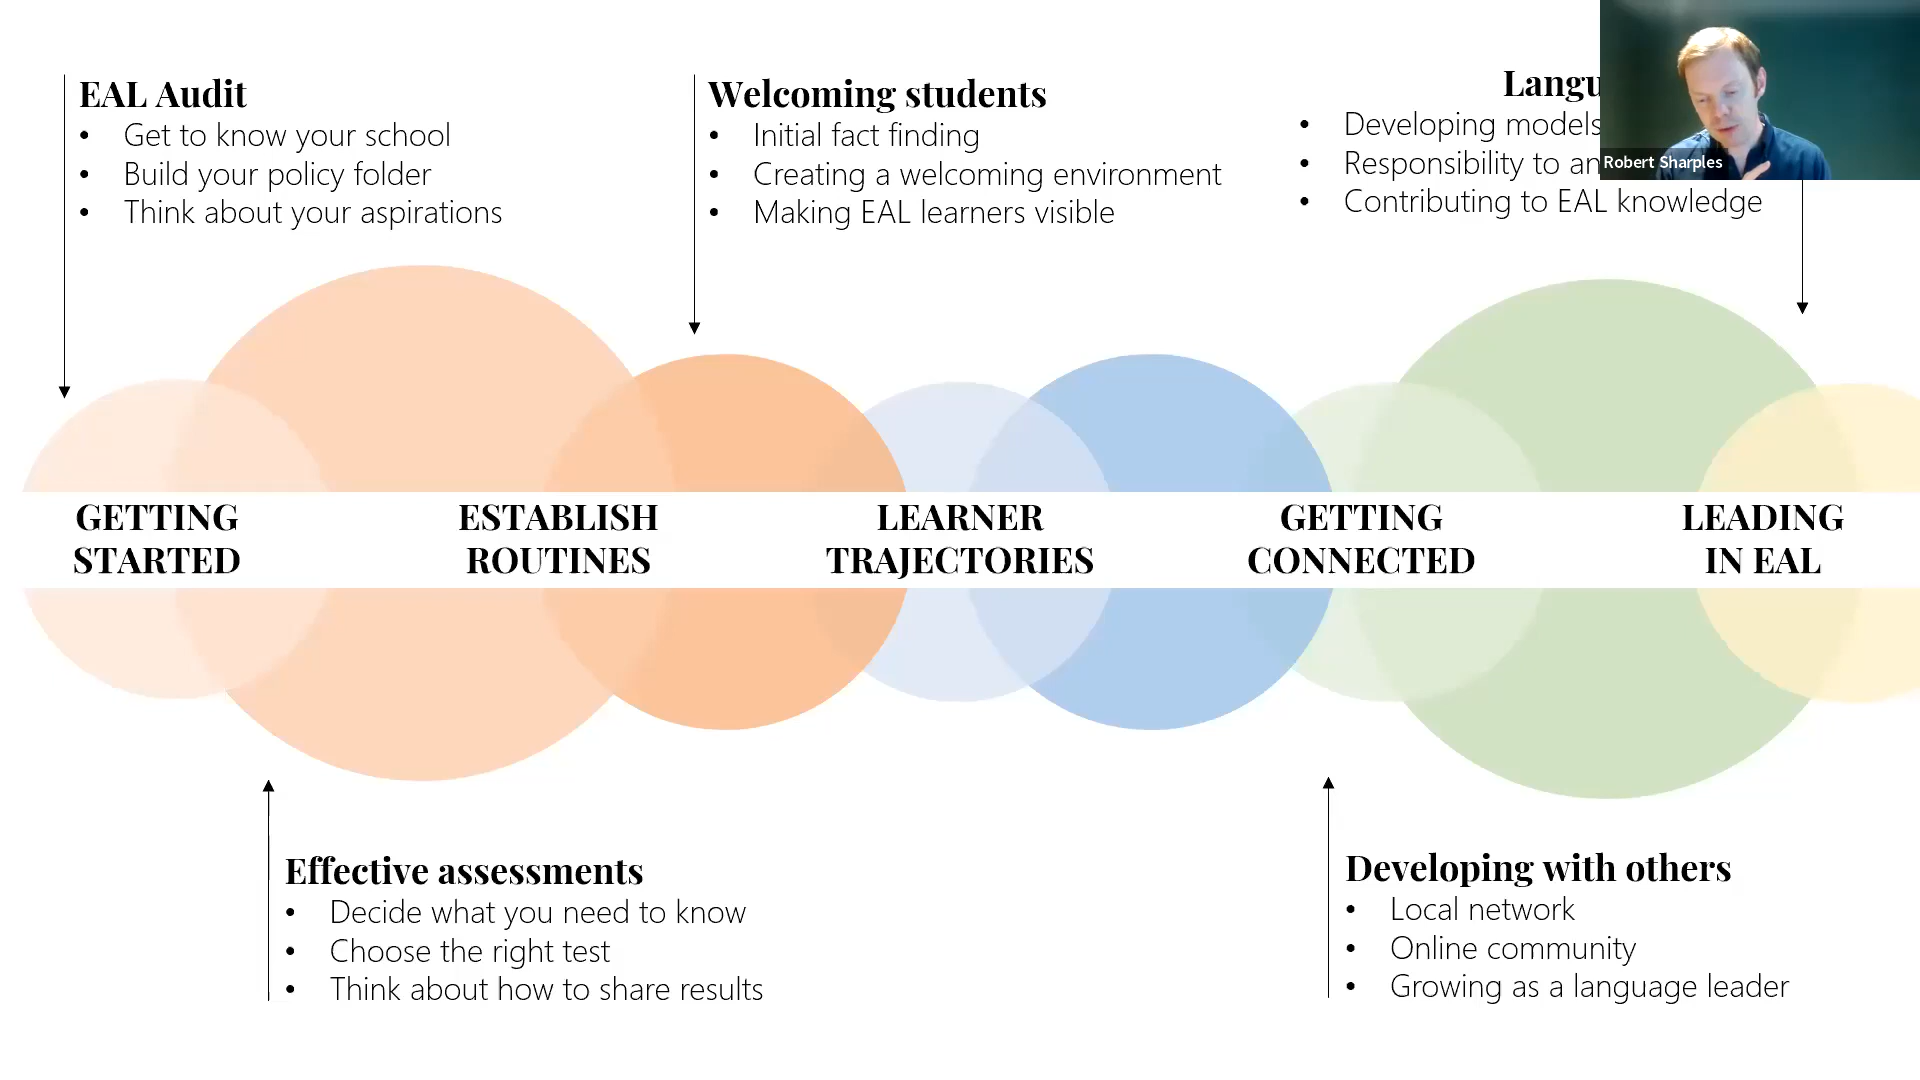 EAL Audit
• Get to know your school
• Build your policy folder
• Think about your aspirations
Welcoming students
• Initial fact finding
• Creating a welcoming environment
• Making EAL learners visible
• Developing models
• Responsibility to
• Contributing to EAL knowledge
Robert Sharples
GETTING
STARTED
ESTABLISH
ROUTINES
LEARNER
TRAJECTORIES
GETTING
CONNECTED
LEADING
IN EAL
Effective assessments
• Decide what you need to know
• Choose the right test
• Think about how to share results
Developing with others
• Local network
• Online community
• Growing as a language leader